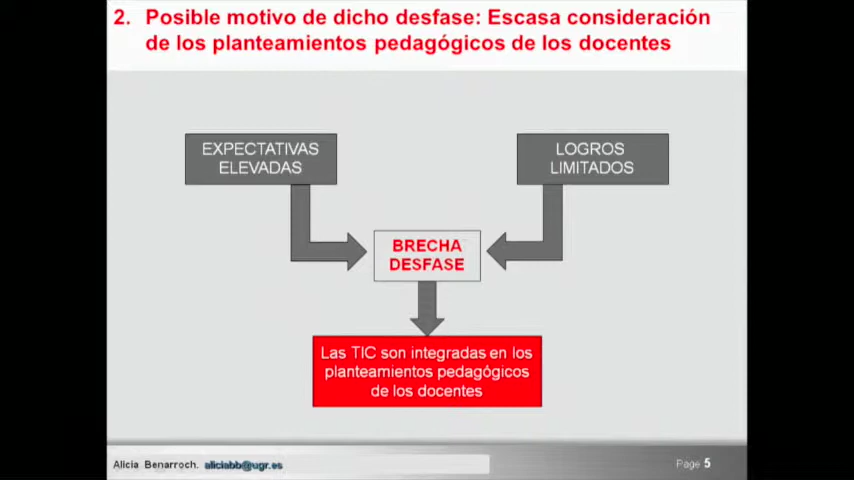 2. Posible motivo de dicho desfase: Escasa consideración
de los planteamientos pedagógicos de los docentes
EXPECTATIVAS
ELEVADAS
LOGROS
LIMITADOS
BRECHA
DESFASE
Las TIC son integradas en los
planteamientos pedagógicos
de los docentes
Alicia Benarroch. aliciabb@ugr.es
Page 5